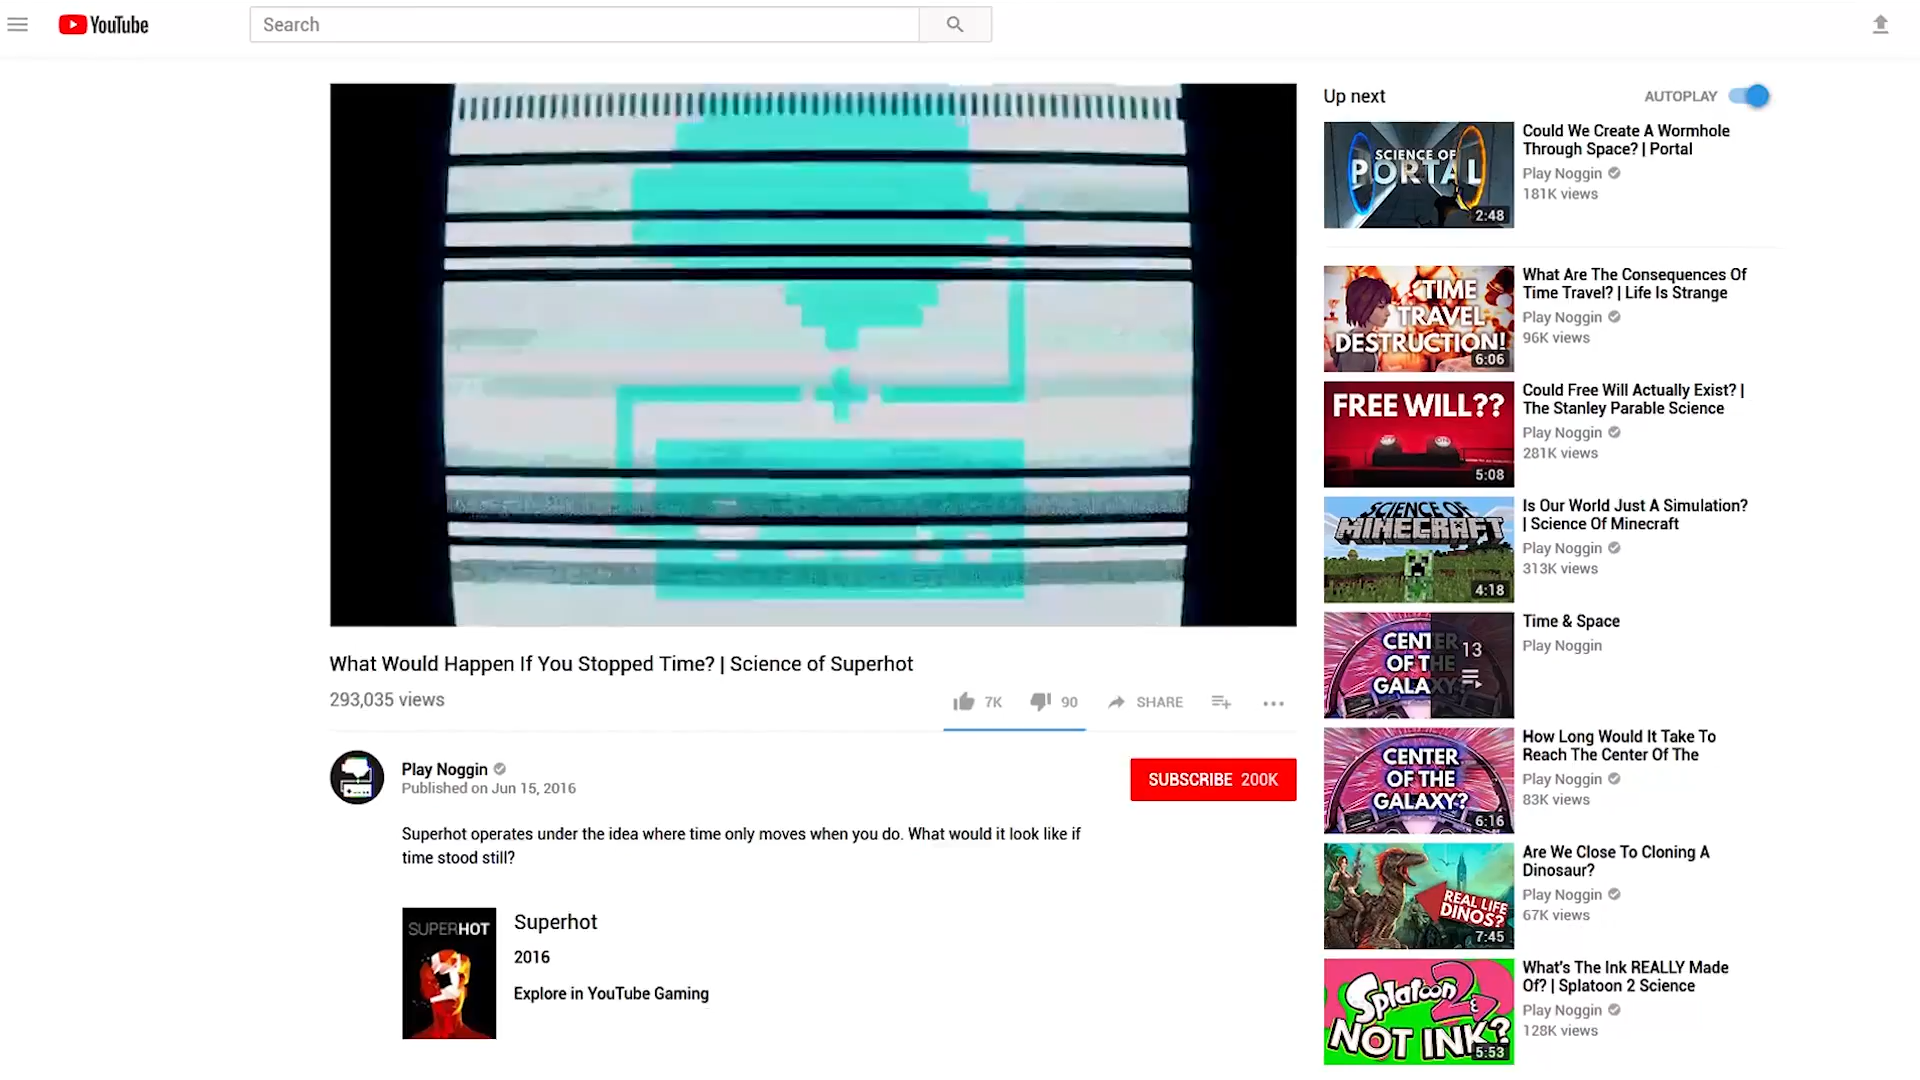 YouTube
Search
Up next
AUTOPLAY
SCIENCE OF
PORTAL
2:48
Could We Create A Wormhole
Through Space? | Portal
Play Noggin
181K views
TIME
TRAVEL
DESTRUCTION!
6:06
What Are The Consequences Of
Time Travel? | Life Is Strange
Play Noggin
96K views
FREE WILL??
5:08
Could Free Will Actually Exist? |
The Stanley Parable Science
Play Noggin
281K views
SCIENCE OF
MINECRAFT
4:18
Is Our World Just A Simulation?
| Science Of Minecraft
Play Noggin
313K views
CENTER
OF THE
GALAXY?
13
Time & Space
Play Noggin
CENTER
OF THE
GALAXY?
6:16
How Long Would It Take To
Reach The Center Of The
Play Noggin
83K views
REAL LIFE
DINOS?
7:45
Are We Close To Cloning A
Dinosaur?
Play Noggin
67K views
Splatoon 2
NOT INK?
5:53
What's The Ink REALLY Made
Of? | Splatoon 2 Science
Play Noggin
128K views
What Would Happen If You Stopped Time? | Science of Superhot
293,035 views
7K
90
SHARE
Play Noggin
Published on Jun 15, 2016
SUBSCRIBE 200K
Superhot operates under the idea where time only moves when you do. What would it look like if
time stood still?
SUPERHOT
Superhot
2016
Explore in YouTube Gaming